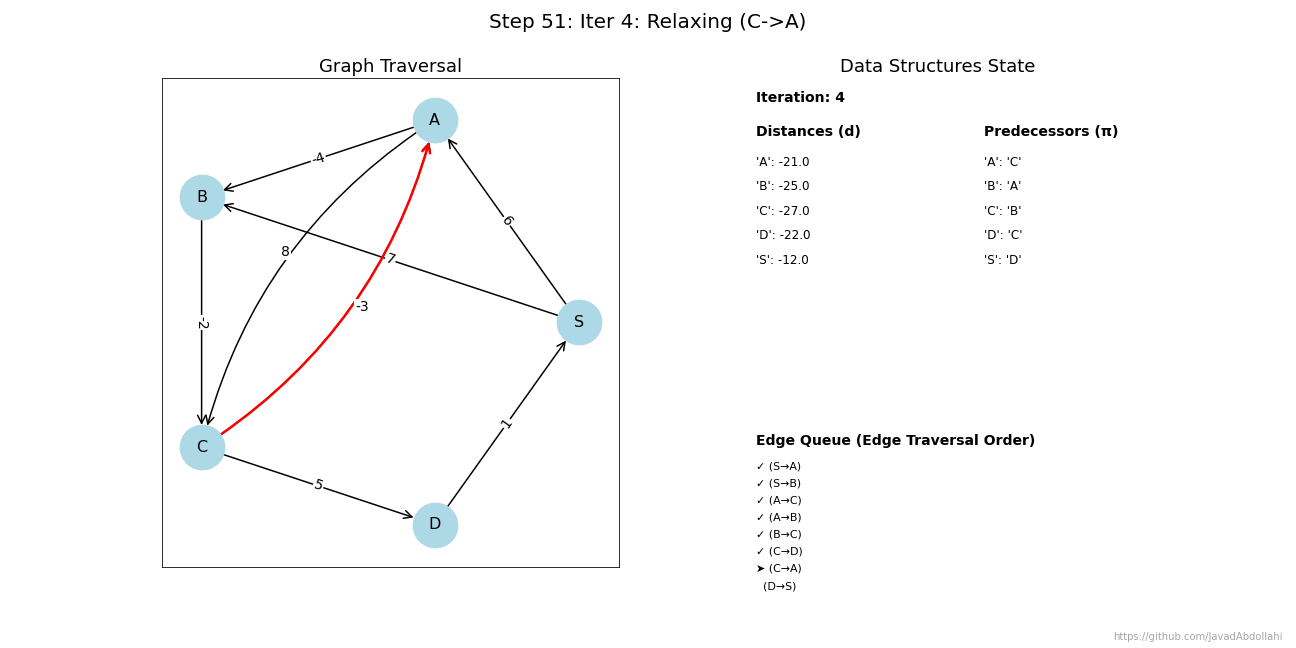 Step 51: Iter 4: Relaxing (C->A)
Graph Traversal
A
-4
B
6
8
7
-3
S
-2
1
C
5
D
Data Structures State
Iteration: 4
Distances (d)
Predecessors (π)
'A': -21.0
'A': 'C'
'B': -25.0
'B': 'A'
'C': -27.0
'C': 'B'
'D': -22.0
'D': 'C'
'S': -12.0
'S': 'D'
Edge Queue (Edge Traversal Order)
✓ (S→A)
✓ (S→B)
✓ (A→C)
✓ (A→B)
✓ (B→C)
✓ (C→D)
➤ (C→A)
(D→S)
https://github.com/JavadAbdollahi